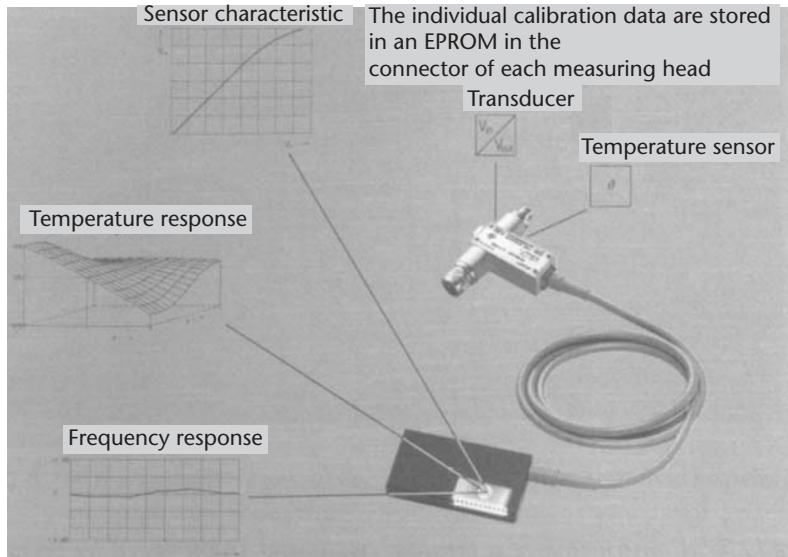 Sensor characteristic
The individual calibration data are stored
in an EPROM in the
connector of each measuring head
Transducer
Temperature sensor
Temperature response
Frequency response